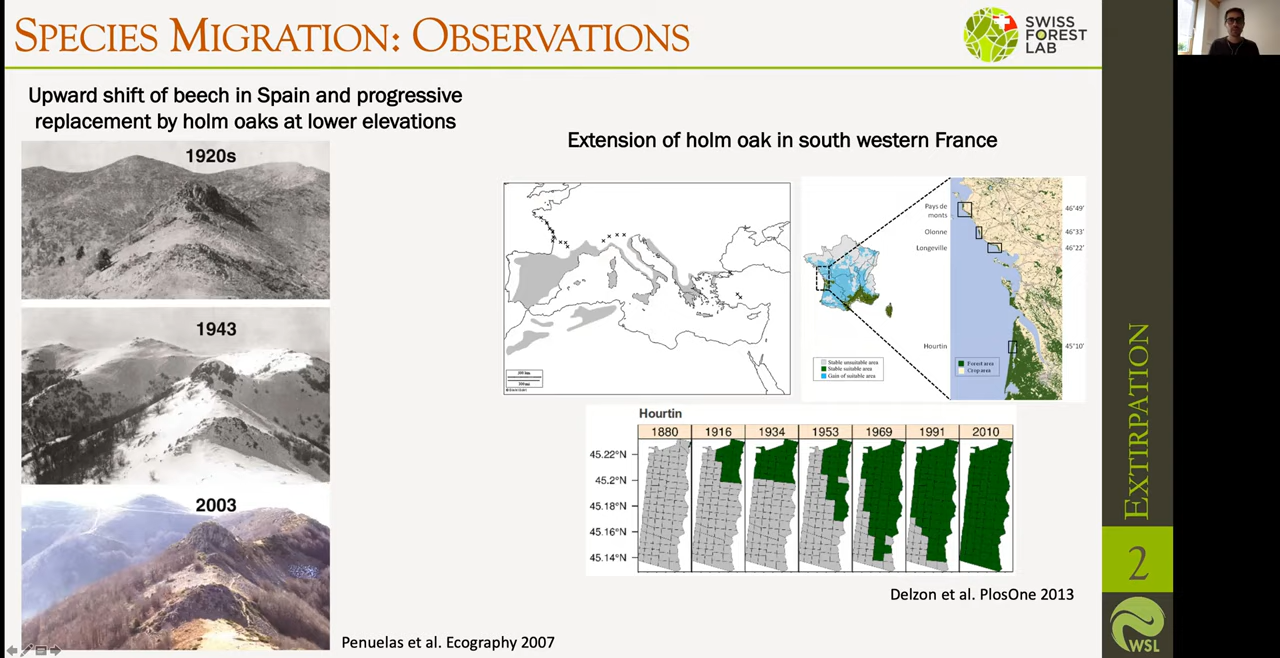 SPECIES MIGRATION: OBSERVATIONS
SWISS
FOREST
LAB
Upward shift of beech in Spain and progressive
replacement by holm oaks at lower elevations
1920s
1943
2003
Penuelas et al. Ecography 2007
Extension of holm oak in south western France
Stable unsuitable area
Stable suitable area
Gain of suitable area
Pays de
monts
Olonne
Longeville
Hourtin
46°49'
46°33'
46°22'
45°10'
Forest area
Crop area
Hourtin
1880 1916 1934 1953 1969 1991 2010
45.22°N
45.2°N
45.18°N
45.16°N
45.14°N
Delzon et al. PlosOne 2013
EXTIRPATION
2
WSL